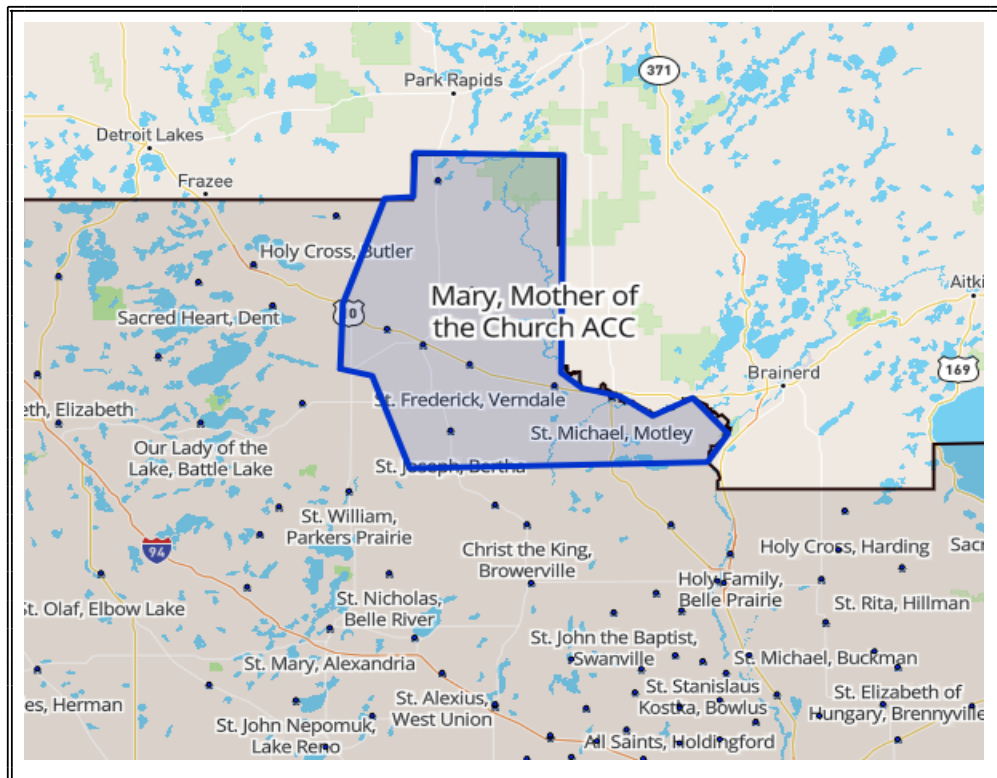 371
Park Rapids
Detroit Lakes
Frazee
Holy Cross, Butler
Aitki
Mary, Mother of
the Church ACC
0
Sacred Heart, Dent
169
Brainerd
eth, Elizabeth
St. Frederick, Verndale
St. Michael, Motley
Our Lady of the
Lake, Battle Lake
St. Joseph, Bertha
St. William,
Parkers Prairie
94
Christ the King,
Browerville
Holy Cross, Harding
Sacr
St. Olaf, Elbow Lake
St. Nicholas,
Belle River
Holy Family,
Belle Prairie
St. Rita, Hillman
St. John the Baptist,
Swanville
St. Mary, Alexandria
St. Michael, Buckman
es, Herman
St. Alexius,
West Union
St. Stanislaus
Kostka, Bowlus
St. Elizabeth of
Hungary, Brennyville
St. John Nepomuk,
Lake Reno
All Saints, Holdingford